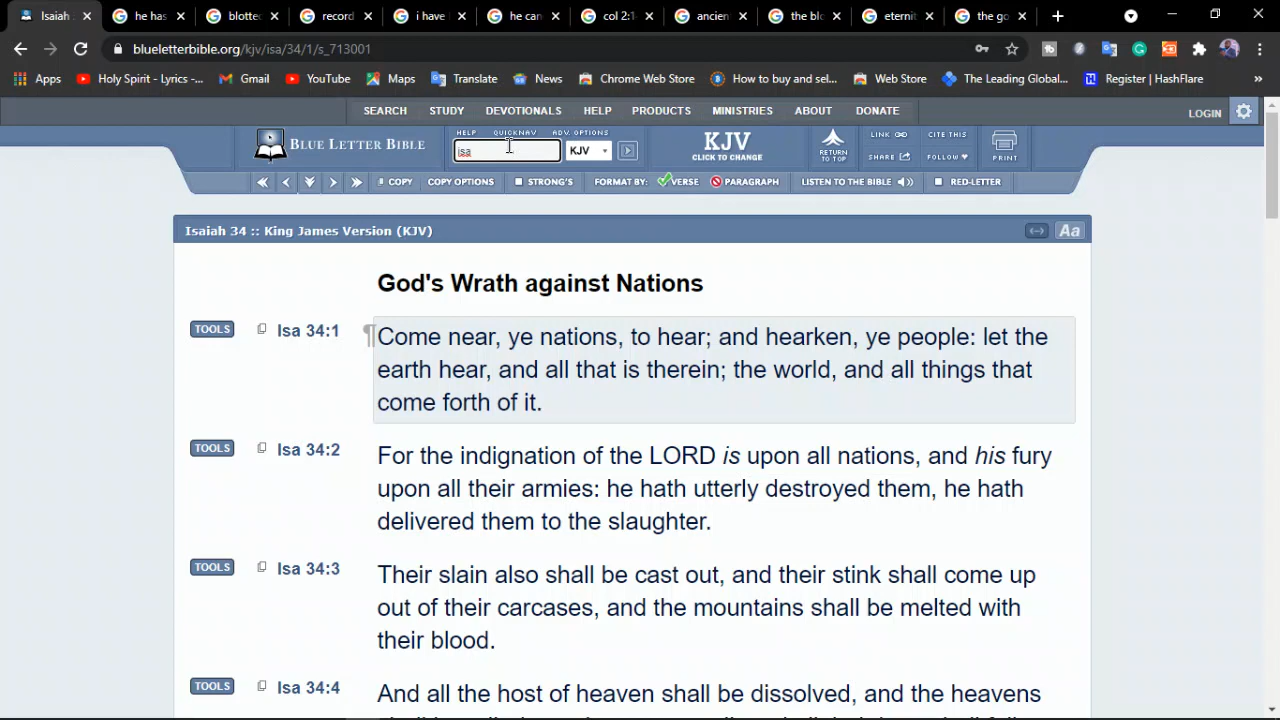 Isaiah
he has
blotte
record
i have
he can
col 2:1
ancien
the blo
eternit
the go
blueletterbible.org/kjv/isa/34/1/s_713001
Apps Holy Spirit - Lyrics -... Gmail YouTube Maps Translate News Chrome Web Store How to buy and sel... Web Store The Leading Global... Register | HashFlare »
SEARCH STUDY DEVOTIONALS HELP PRODUCTS MINISTRIES ABOUT DONATE LOGIN
HELP QUICKNAV ADV. OPTIONS
BLUE LETTER BIBLE
isa KJV
KJV
CLICK TO CHANGE
RETURN
TO TOP
LINK CITE THIS
SHARE FOLLOW
PRINT
COPY COPY OPTIONS STRONG'S FORMAT BY: VERSE PARAGRAPH LISTEN TO THE BIBLE RED-LETTER
Isaiah 34 :: King James Version (KJV) Aa
God's Wrath against Nations
TOOLS Isa 34:1 ¶Come near, ye nations, to hear; and hearken, ye people: let the
earth hear, and all that is therein; the world, and all things that
come forth of it.
TOOLS Isa 34:2 For the indignation of the LORD is upon all nations, and his fury
upon all their armies: he hath utterly destroyed them, he hath
delivered them to the slaughter.
TOOLS Isa 34:3 Their slain also shall be cast out, and their stink shall come up
out of their carcases, and the mountains shall be melted with
their blood.
TOOLS Isa 34:4 And all the host of heaven shall be dissolved, and the heavens